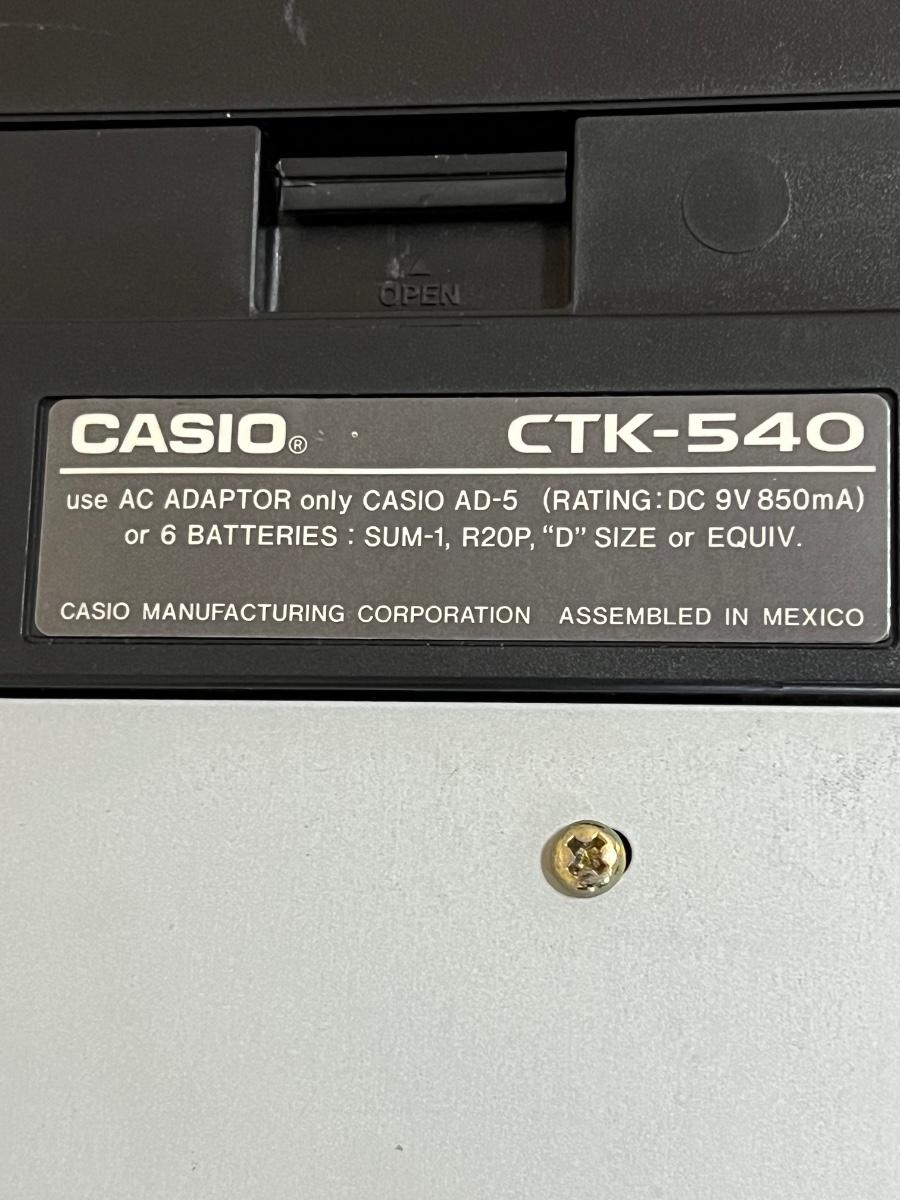 OPEN
CASIO® CTK-540
use AC ADAPTOR only CASIO AD-5 (RATING: DC 9V 850mA)
or 6 BATTERIES : SUM-1, R20P, “D” SIZE or EQUIV.
CASIO MANUFACTURING CORPORATION ASSEMBLED IN MEXICO